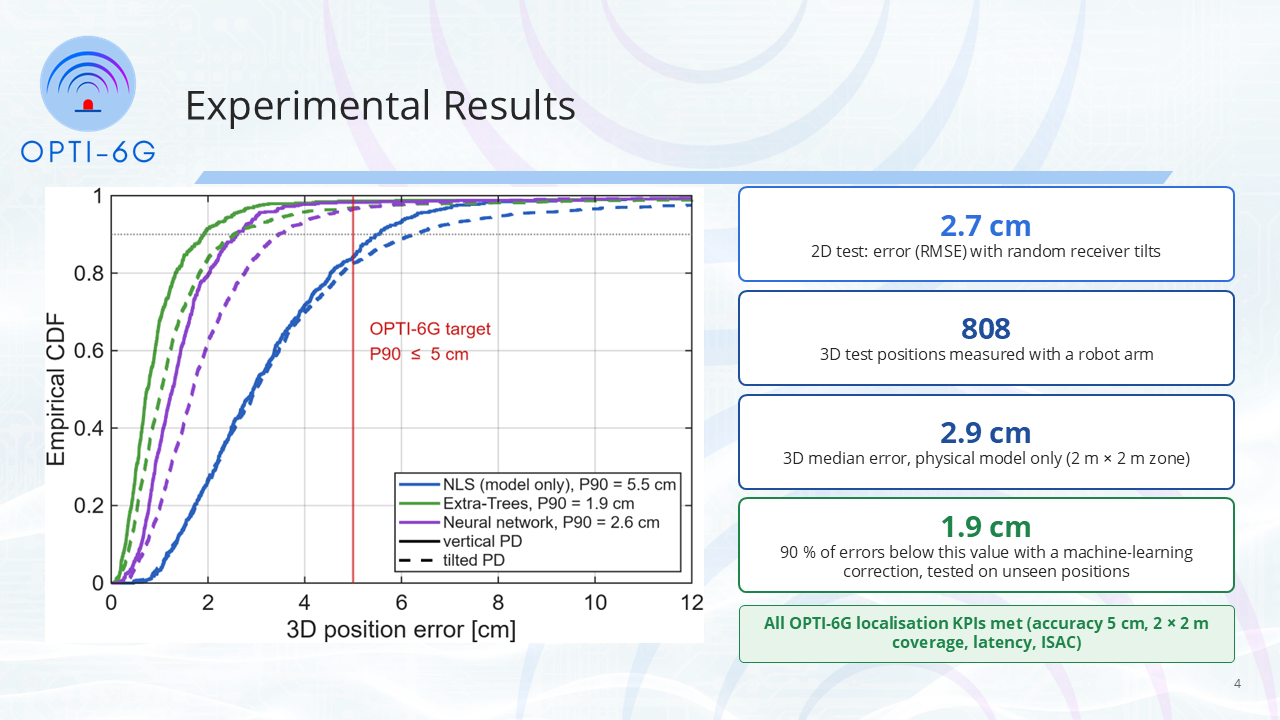 OPTI-6G
Experimental Results
1
0.8
0.6
0.4
0.2
0
Empirical CDF
0 2 4 6 8 10 12
3D position error [cm]
OPTI-6G target
P90 ≤ 5 cm
NLS (model only), P90 = 5.5 cm
Extra-Trees, P90 = 1.9 cm
Neural network, P90 = 2.6 cm
vertical PD
tilted PD
2.7 cm
2D test: error (RMSE) with random receiver tilts
808
3D test positions measured with a robot arm
2.9 cm
3D median error, physical model only (2 m × 2 m zone)
1.9 cm
90 % of errors below this value with a machine-learning
correction, tested on unseen positions
All OPTI-6G localisation KPIs met (accuracy 5 cm, 2 × 2 m
coverage, latency, ISAC)
4